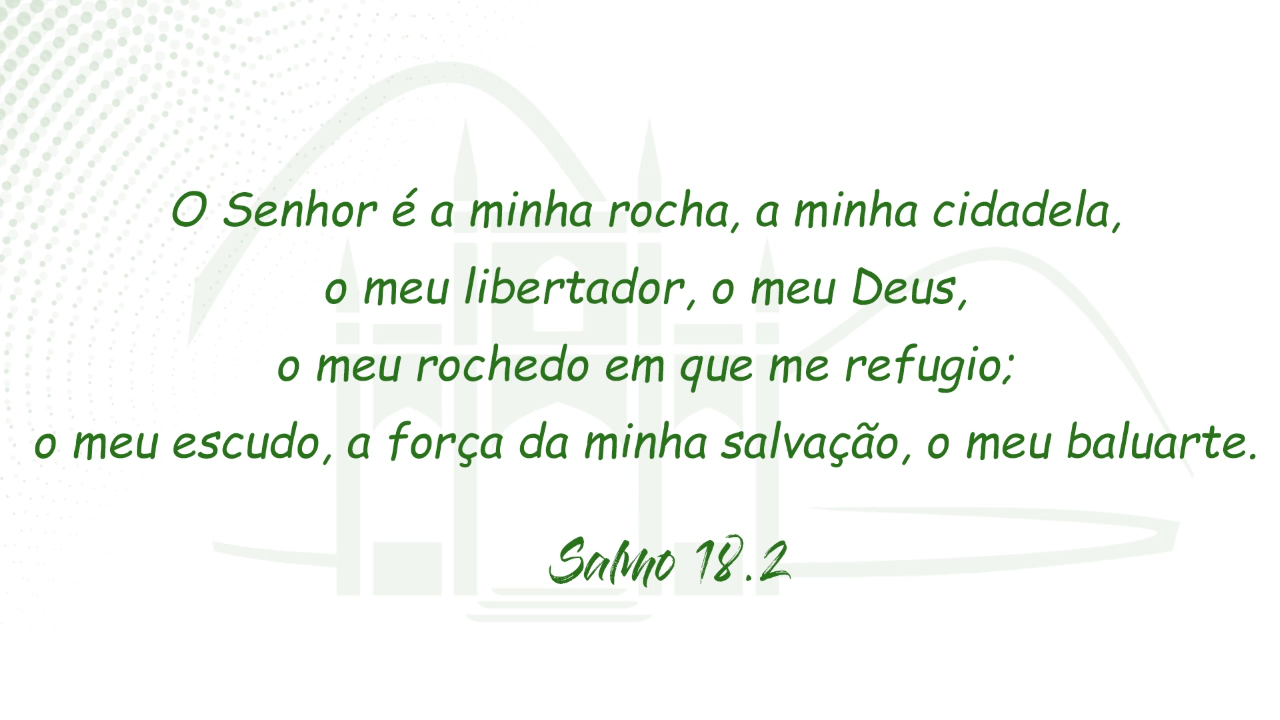 O Senhor é a minha rocha, a minha cidadela,
o meu libertador, o meu Deus,
o meu rochedo em que me refugio;
o meu escudo, a força da minha salvação, o meu baluarte.
Salmo 18.2